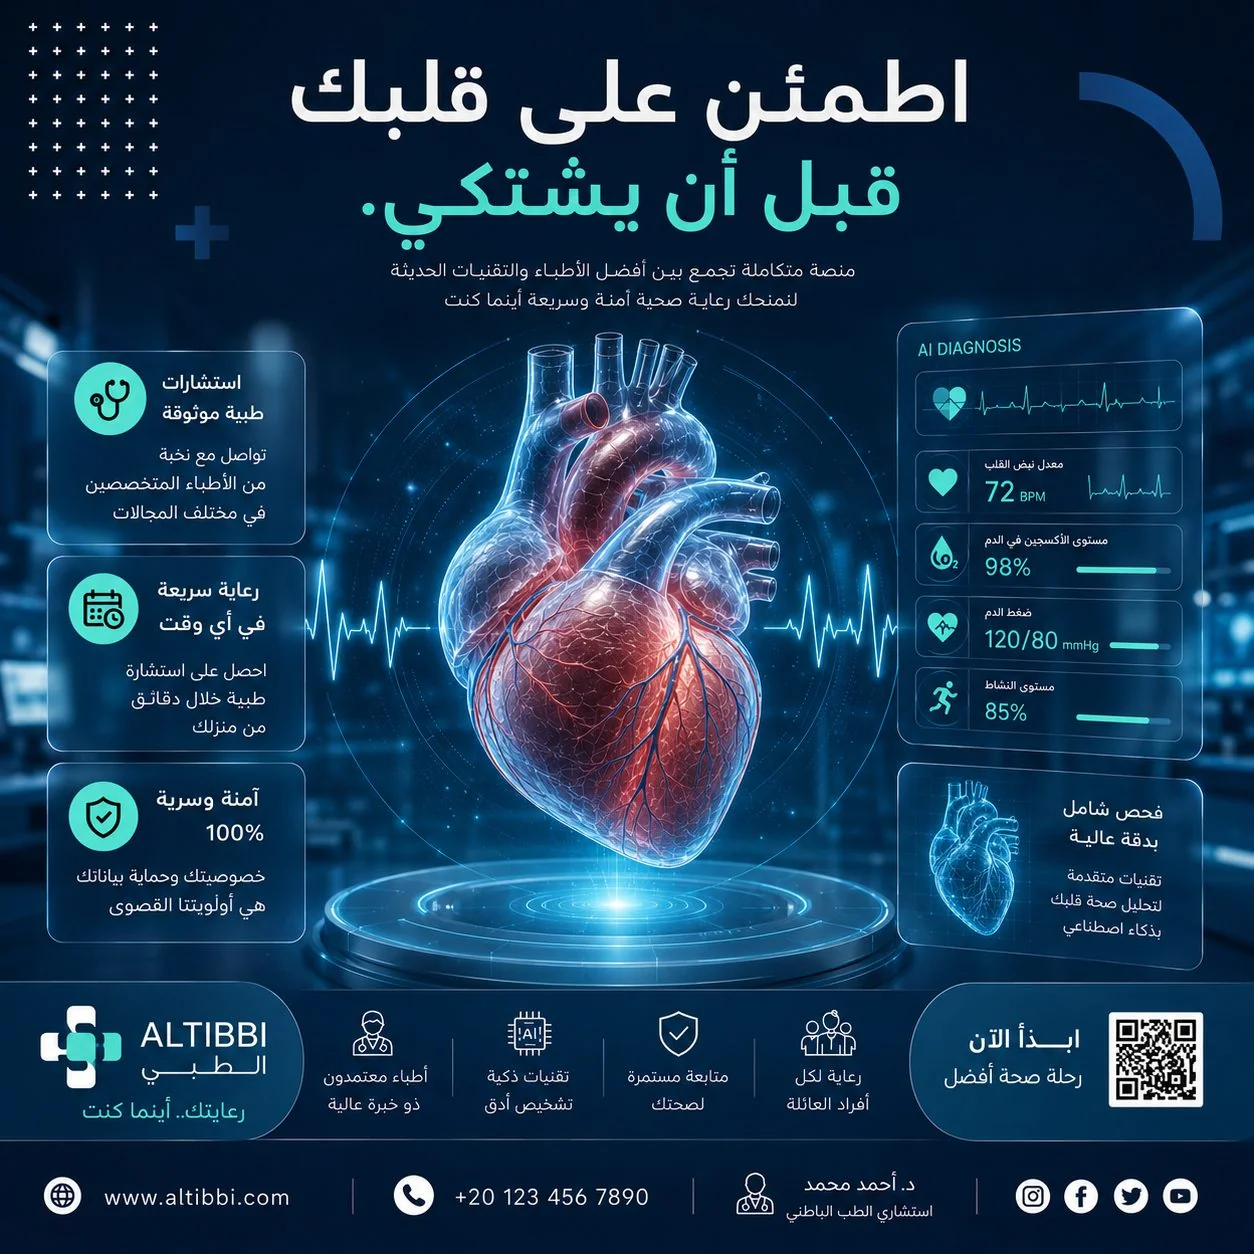 اطمئن على قلبك
قبل أن يشتكي.
منصة متكاملة تجمع بين أفضل الأطباء والتقنيات الحديثة
لنمنحك رعاية صحية آمنة وسريعة أينما كنت
استشارات
طبية موثوقة
تواصل مع نخبة
من الأطباء المتخصصين
في مختلف المجالات
رعاية سريعة
في أي وقت
احصل على استشارة
طبية خلال دقائق
من منزلك
آمنة وسرية
100%
خصوصيتك وحماية بياناتك
هي أولويتنا القصوى
AI DIAGNOSIS
معدل نبض القلب
72 BPM
مستوى الأكسجين في الدم
O₂
98%
ضغط الدم
120/80 mmHg
مستوى النشاط
85%
فحص شامل
بدقة عالية
تقنيات متقدمة
لتحليل صحة قلبك
بذكاء اصطناعي
ALTIBBI
الـــطـــبـــي
رعايتك.. أينما كنت
أطباء معتمدون
ذو خبرة عالية
AI
تقنيات ذكية
تشخيص أدق
متابعة مستمرة
لصحتك
رعاية لكل
أفراد العائلة
ابـــدأ الآن
رحلة صحة أفضل
www.altibbi.com
+20 123 456 7890
د. أحمد محمد
استشاري الطب الباطني